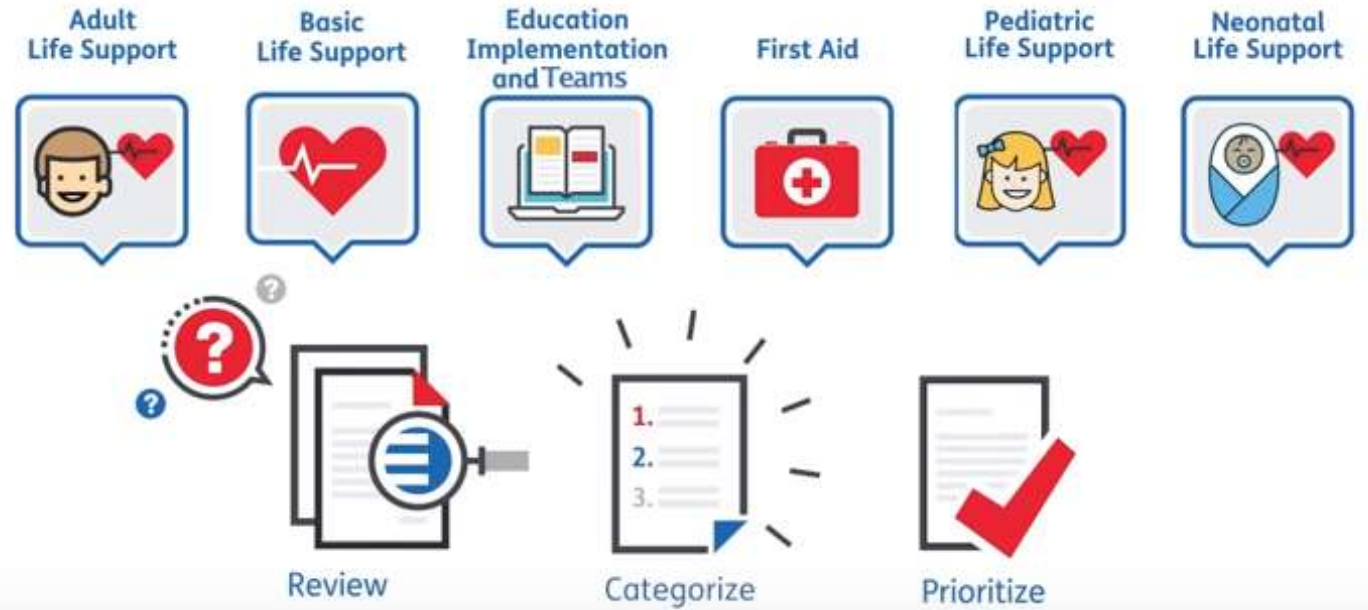 Adult
Life Support
Basic
Life Support
Education
Implementation
and Teams
First Aid
Pediatric
Life Support
Neonatal
Life Support
?
?
?
1.
2.
3.
Review
Categorize
Prioritize